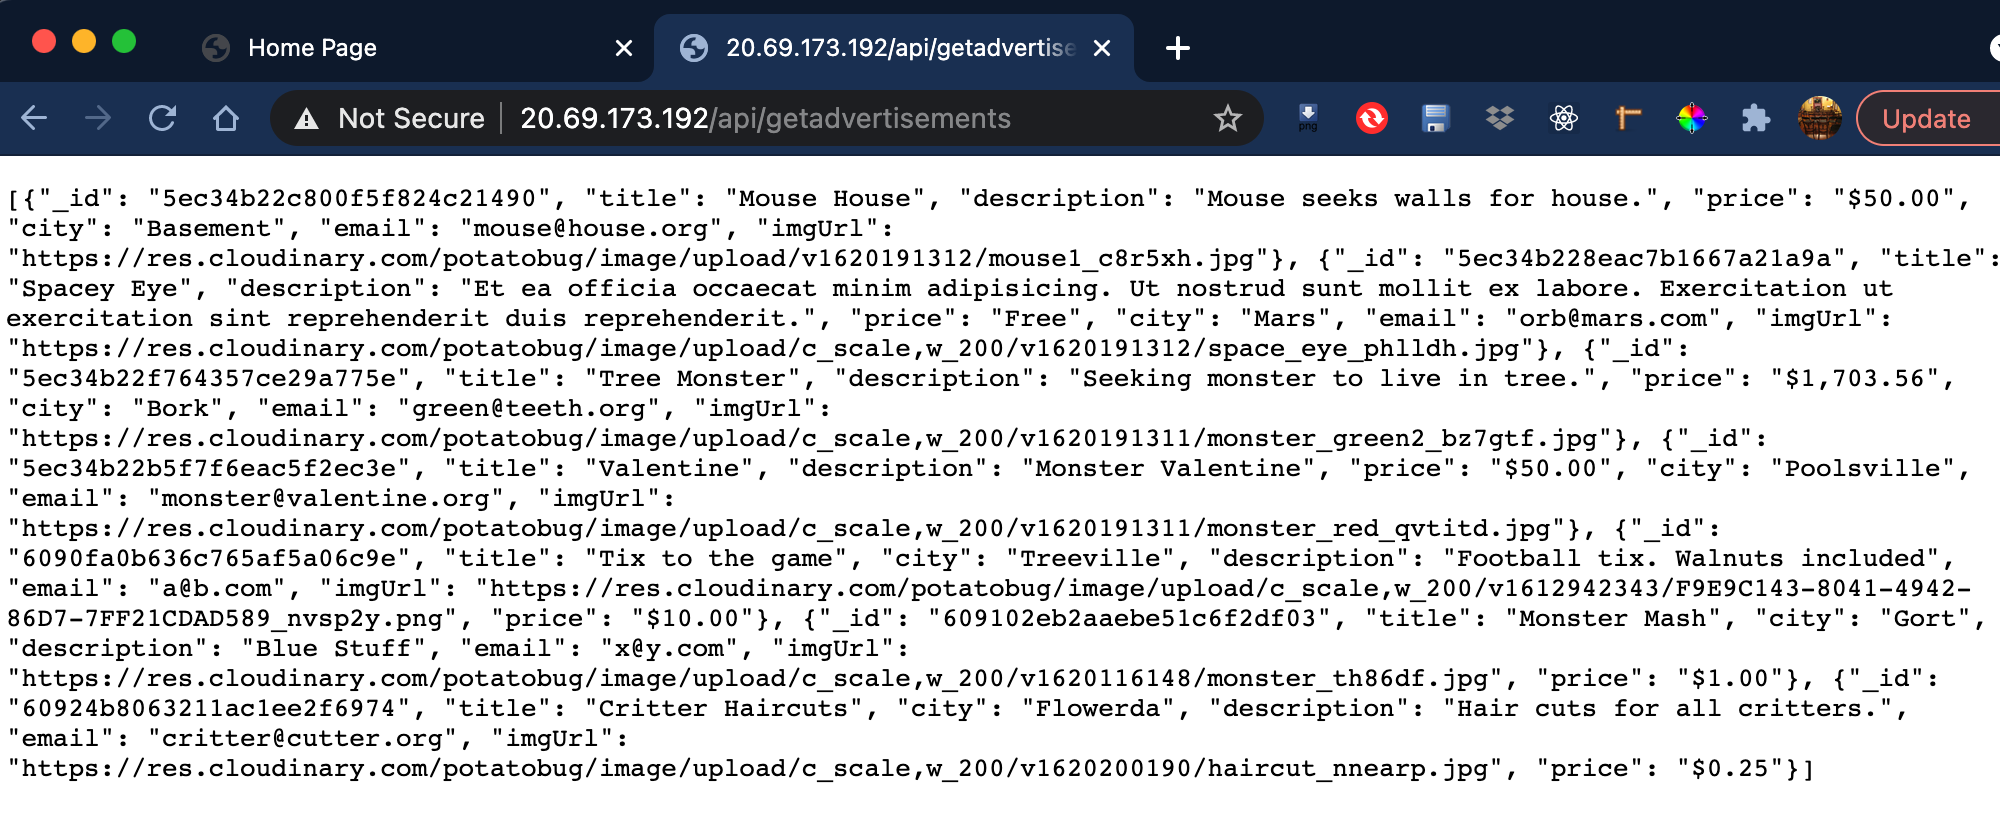 Home Page
20.69.173.192/api/getadvertise
Not Secure
20.69.173.192/api/getadvertisements
png
Update
[{"_id": "5ec34b22c800f5f824c21490", "title": "Mouse House", "description": "Mouse seeks walls for house.", "price": "$50.00",
"city": "Basement", "email": "mouse@house.org", "imgUrl":
"https://res.cloudinary.com/potatobug/image/upload/v1620191312/mouse1_c8r5xh.jpg"}, {"_id": "5ec34b228eac7b1667a21a9a", "title":
"Spacey Eye", "description": "Et ea officia occaecat minim adipisicing. Ut nostrud sunt mollit ex labore. Exercitation ut
exercitation sint reprehenderit duis reprehenderit.", "price": "Free", "city": "Mars", "email": "orb@mars.com", "imgUrl":
"https://res.cloudinary.com/potatobug/image/upload/c_scale,w_200/v1620191312/space_eye_phlldh.jpg"}, {"_id":
"5ec34b22f764357ce29a775e", "title": "Tree Monster", "description": "Seeking monster to live in tree.", "price": "$1,703.56",
"city": "Bork", "email": "green@teeth.org", "imgUrl":
"https://res.cloudinary.com/potatobug/image/upload/c_scale,w_200/v1620191311/monster_green2_bz7gtf.jpg"}, {"_id":
"5ec34b22b5f7f6eac5f2ec3e", "title": "Valentine", "description": "Monster Valentine", "price": "$50.00", "city": "Poolsville",
"email": "monster@valentine.org", "imgUrl":
"https://res.cloudinary.com/potatobug/image/upload/c_scale,w_200/v1620191311/monster_red_qvtitd.jpg"}, {"_id":
"6090fa0b636c765af5a06c9e", "title": "Tix to the game", "city": "Treeville", "description": "Football tix. Walnuts included",
"email": "a@b.com", "imgUrl": "https://res.cloudinary.com/potatobug/image/upload/c_scale,w_200/v1612942343/F9E9C143-8041-4942-
86D7-7FF21CDAD589_nvsp2y.png", "price": "$10.00"}, {"_id": "609102eb2aaebe51c6f2df03", "title": "Monster Mash", "city": "Gort",
"description": "Blue Stuff", "email": "x@y.com", "imgUrl":
"https://res.cloudinary.com/potatobug/image/upload/c_scale,w_200/v1620116148/monster_th86df.jpg", "price": "$1.00"}, {"_id":
"60924b8063211ac1ee2f6974", "title": "Critter Haircuts", "city": "Flowerda", "description": "Hair cuts for all critters.",
"email": "critter@cutter.org", "imgUrl":
"https://res.cloudinary.com/potatobug/image/upload/c_scale,w_200/v1620200190/haircut_nnearp.jpg", "price": "$0.25"}]